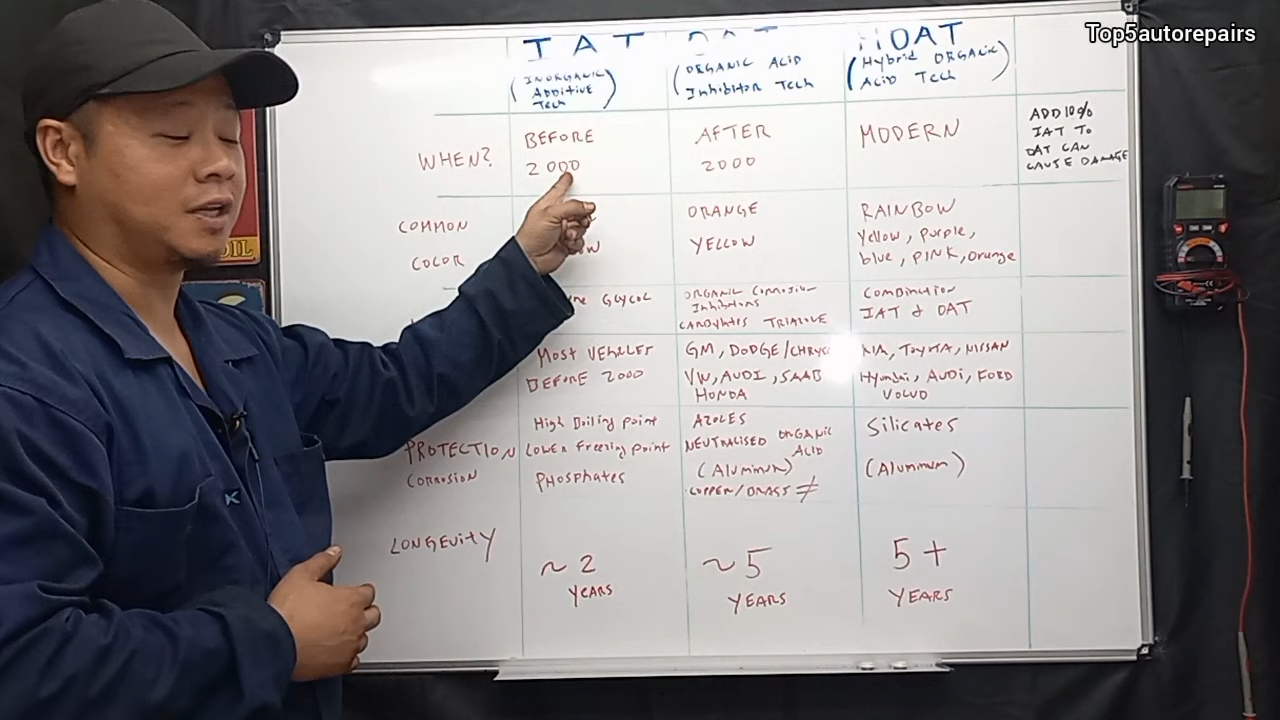 Top5autorepairs
IAT
OAT
HOAT
(INORGANIC
Additive
Tech)
(ORGANIC ACID
Inhibitor Tech
(Hybrid ORGANIC)
ACID Tech
WHEN?
BEFORE
2000
AFTER
2000
MODERN
ADD 10%
IAT TO
OAT CAN
CAUSE DAMAGE
COMMON
COLOR
ORANGE
YELLOW
RAINBOW
Yellow, purple,
blue, PINK, Orange
Glycol
ORGANIC CORROSION
Inhibitors
TRIAZOLE
COMBINATION
IAT & OAT
MOST VEHICLES
BEFORE 2000
GM, DODGE/CHRYS
VW, AUDI, SAAB
HONDA
KIA, TOYOTA, NISSAN
Hyundai, AUDI, FORD
VOLVO
PROTECTION
CORROSION
High Boiling point
LOWER Freezing point
PHOSPHATES
AZOLES
NEUTRALISED ORGANIC
ACID
(ALUMINUM)
COPPER/BRASS ≠
Silicates
(ALUMINUM)
LONGEVITY
~ 2
YEARS
~ 5
YEARS
5 +
YEARS
OIL
K